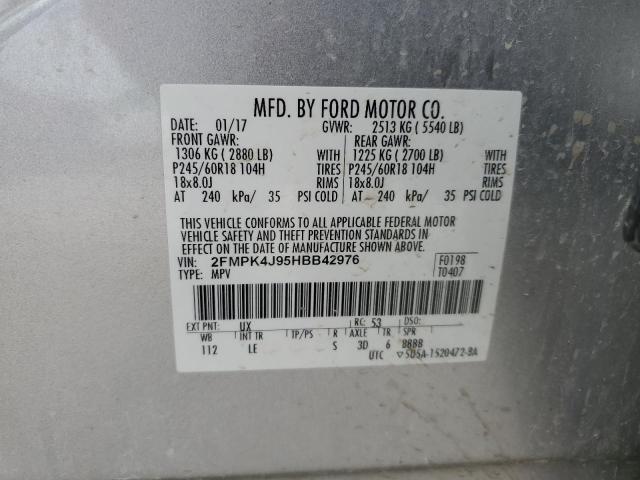 MFD. BY FORD MOTOR CO.
DATE: 01/17 GVWR: 2513 KG ( 5540 LB)
FRONT GAWR: REAR GAWR:
1306 KG ( 2880 LB) WITH 1225 KG ( 2700 LB) WITH
P245/60R18 104H TIRES P245/60R18 104H TIRES
18x8.0J RIMS 18x8.0J RIMS
AT 240 kPa/ 35 PSI COLD AT 240 kPa/ 35 PSI COLD
THIS VEHICLE CONFORMS TO ALL APPLICABLE FEDERAL MOTOR
VEHICLE SAFETY AND THEFT PREVENTION STANDARDS IN
EFFECT ON THE DATE OF MANUFACTURE SHOWN ABOVE.
VIN: 2FMPK4J95HBB42976 F0198
TYPE: MPV T0407
EXT PNT: UX RC: 53 DSO:
WB INT TR TP/PS R AXLE TR SPR
112 LE S 3D 6 8888
UTC ▽5U5A-1520472-BA